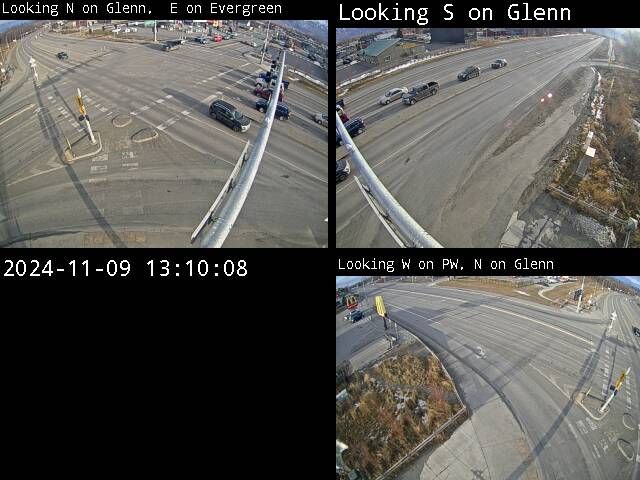 Looking N on Glenn,  E on Evergreen
Looking S on Glenn
2024-11-09 13:10:08
Looking W on PW, N on Glenn